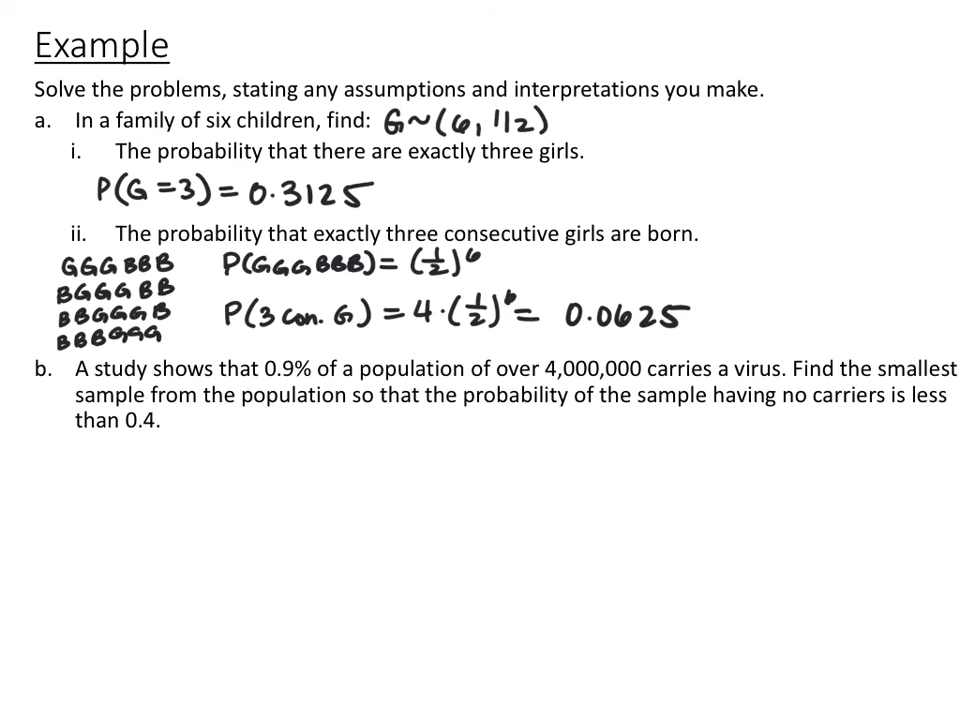 Example
Solve the problems, stating any assumptions and interpretations you make.
a. In a family of six children, find: G~(6, 1/2)
i. The probability that there are exactly three girls.
P(G=3) = 0.3125
ii. The probability that exactly three consecutive girls are born.
GGGBBB P(GGGBBB) = (1/2)^6
BGGGBB
BBGGGB P(3 con. G) = 4·(1/2)^6 = 0.0625
BBBGGG
b. A study shows that 0.9% of a population of over 4,000,000 carries a virus. Find the smallest
sample from the population so that the probability of the sample having no carriers is less
than 0.4.